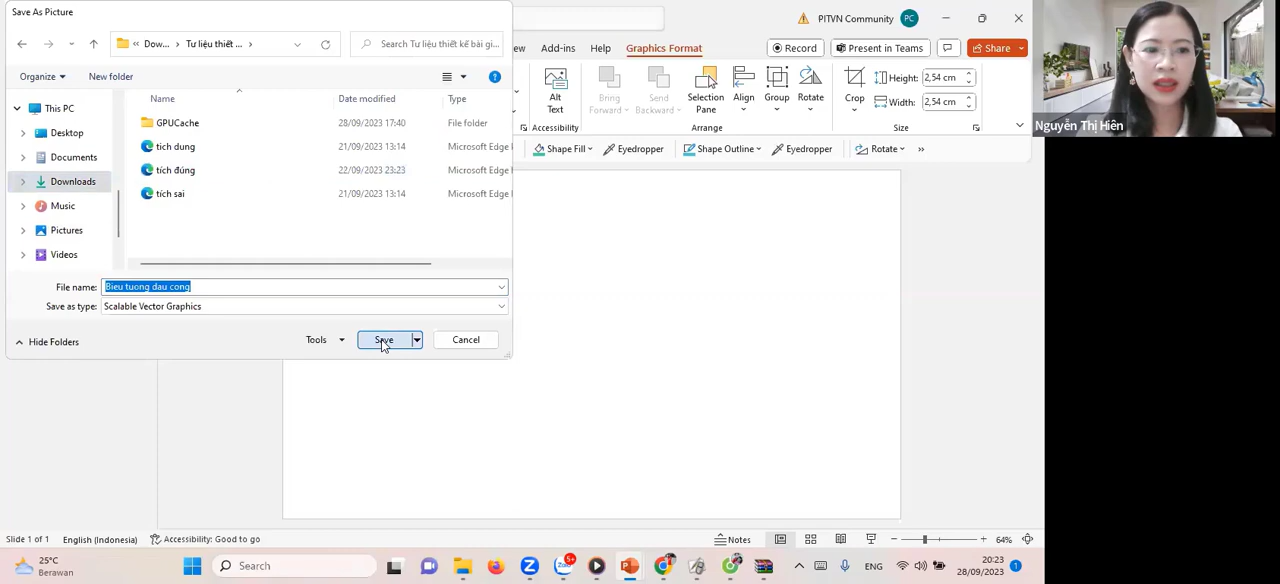 Save As Picture
PITVN Community
PC
Dow...
Tư liệu thiết ...
Search Tư liệu thiết kế bài gi...
ew
Add-ins
Help
Graphics Format
Record
Present in Teams
Share
Organize
New folder
Name
Date modified
Type
This PC
Desktop
Documents
Downloads
Music
Pictures
Videos
GPUCache
28/09/2023 17:40
File folder
tich dung
21/09/2023 13:14
Microsoft Edge
tích đúng
22/09/2023 23:23
Microsoft Edge
tích sai
21/09/2023 13:14
Microsoft Edge
File name:
Bieu tuong dau cong
Save as type:
Scalable Vector Graphics
Hide Folders
Tools
Save
Cancel
Alt Text
Accessibility
Bring Forward
Send Backward
Selection Pane
Align
Group
Rotate
Arrange
Crop
Height:
2,54 cm
Width:
2,54 cm
Size
Shape Fill
Eyedropper
Shape Outline
Eyedropper
Rotate
Nguyễn Thị Hiên
Slide 1 of 1
English (Indonesia)
Accessibility: Good to go
Notes
64%
25°C
Berawan
Search
5+
ENG
20:23
28/09/2023
1